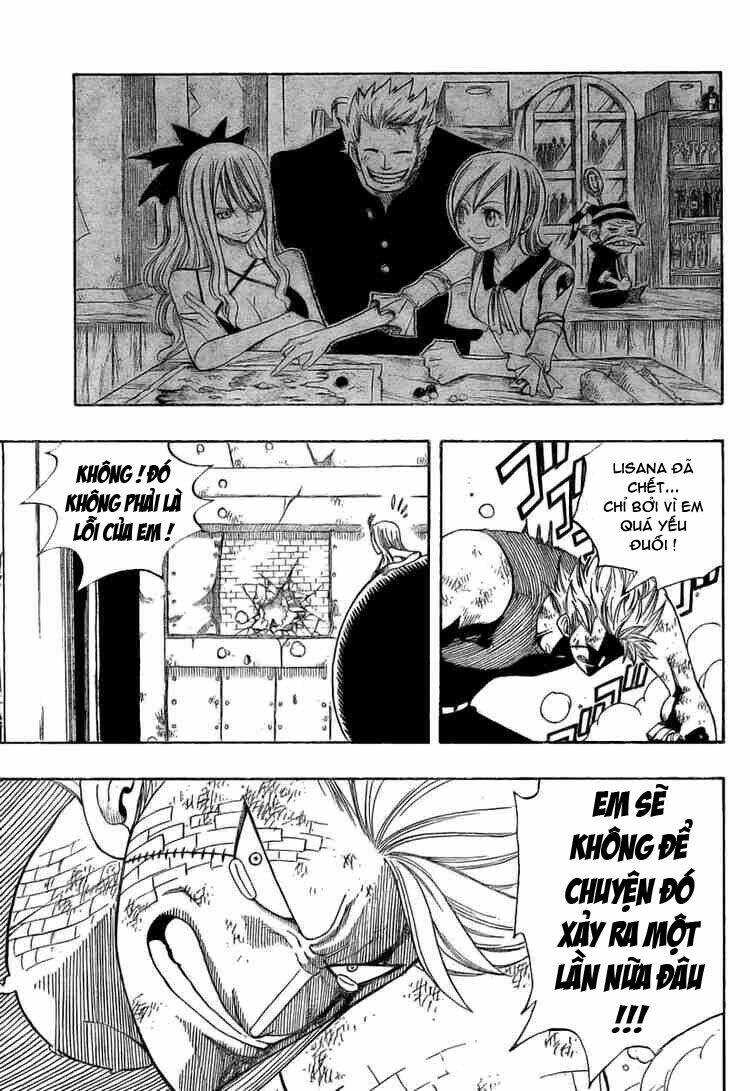 LISANA ĐÃ
CHẾT...
CHỈ BỞI VÌ EM
QUÁ YẾU
ĐUỐI !
KHÔNG ! ĐÓ
KHÔNG PHẢI LÀ
LỖI CỦA EM !
EM SẼ
KHÔNG ĐỂ
CHUYỆN ĐÓ
XẢY RA MỘT
LẦN NỮA ĐÂU
!!!